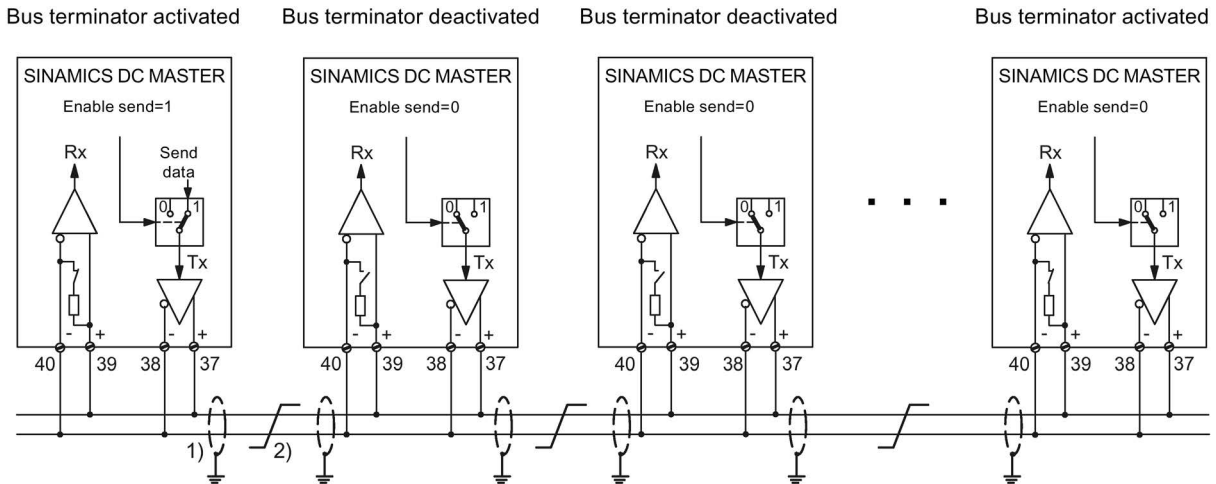 Bus terminator activated
Bus terminator deactivated
Bus terminator deactivated
Bus terminator activated
SINAMICS DC MASTER
SINAMICS DC MASTER
SINAMICS DC MASTER
SINAMICS DC MASTER
Enable send=1
Enable send=0
Enable send=0
Enable send=0
Rx
Send
data
Rx
Rx
Rx
0 1
0 1
0 1
0 1
Tx
Tx
Tx
Tx
- + - +
- + - +
- + - +
- + - +
40 39 38 37
40 39 38 37
40 39 38 37
40 39 38 37
1) 2)